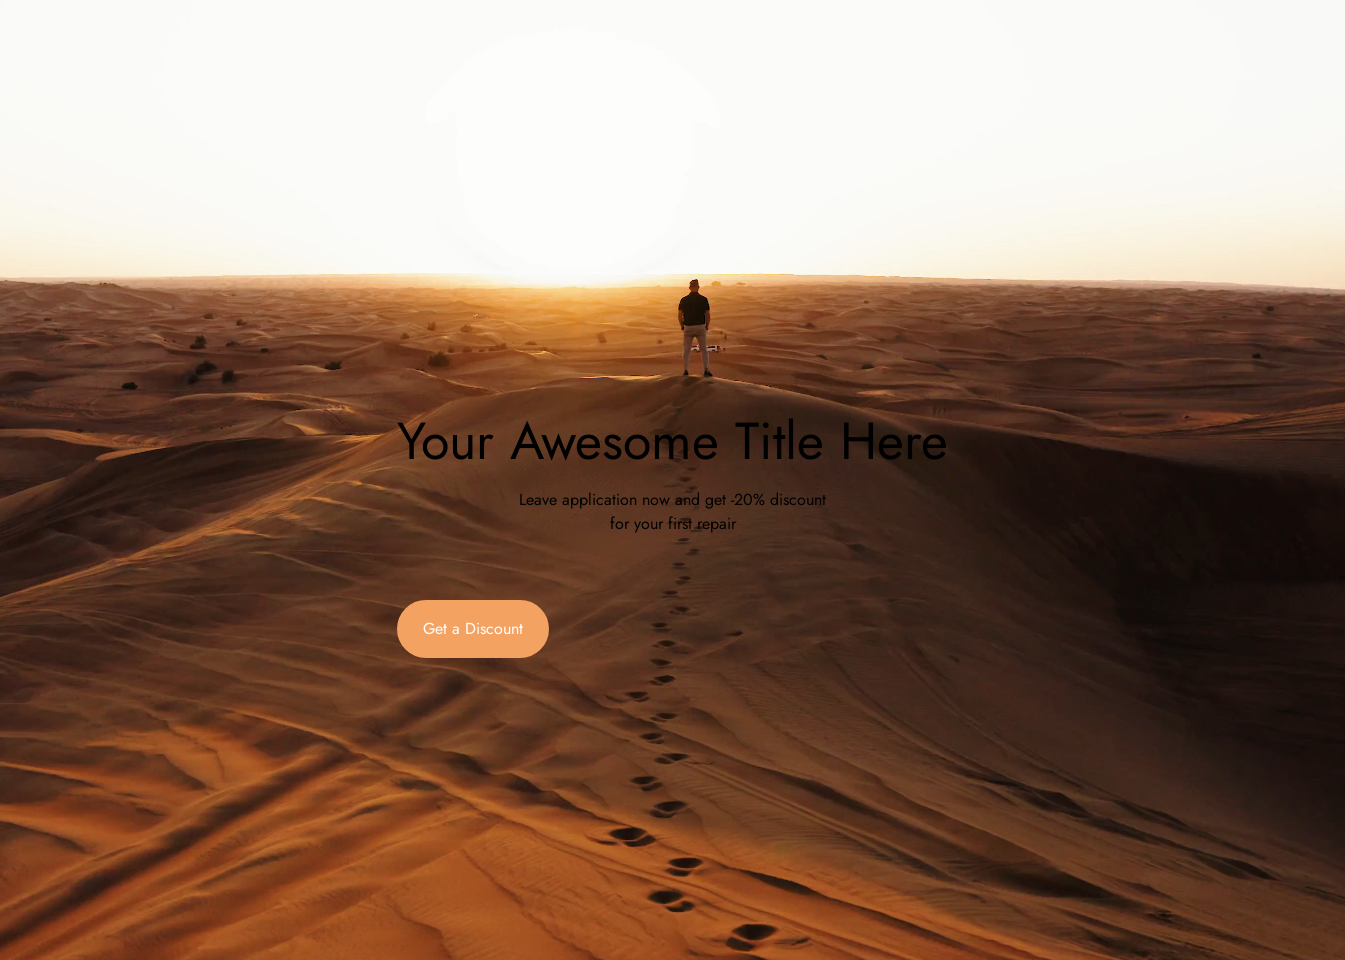 Your Awesome Title Here
Leave application now and get -20% discount
for your first repair
Get a Discount